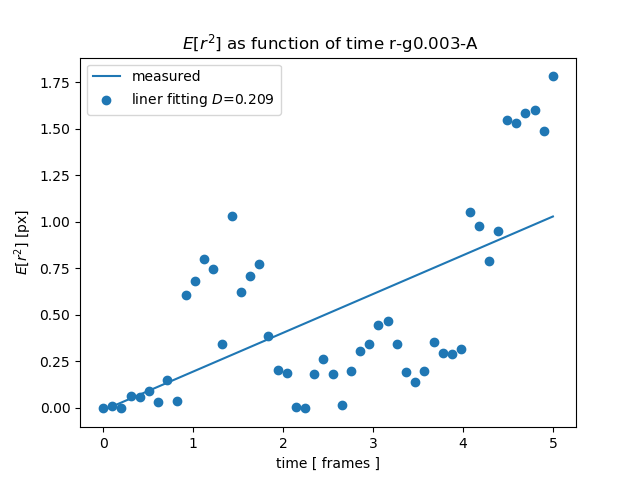 E[r²] as function of time r-g0.003-A
measured
liner fitting D=0.209
1.75
1.50
1.25
1.00
0.75
0.50
0.25
0.00
E[r²] [px]
0 1 2 3 4 5
time [ frames ]